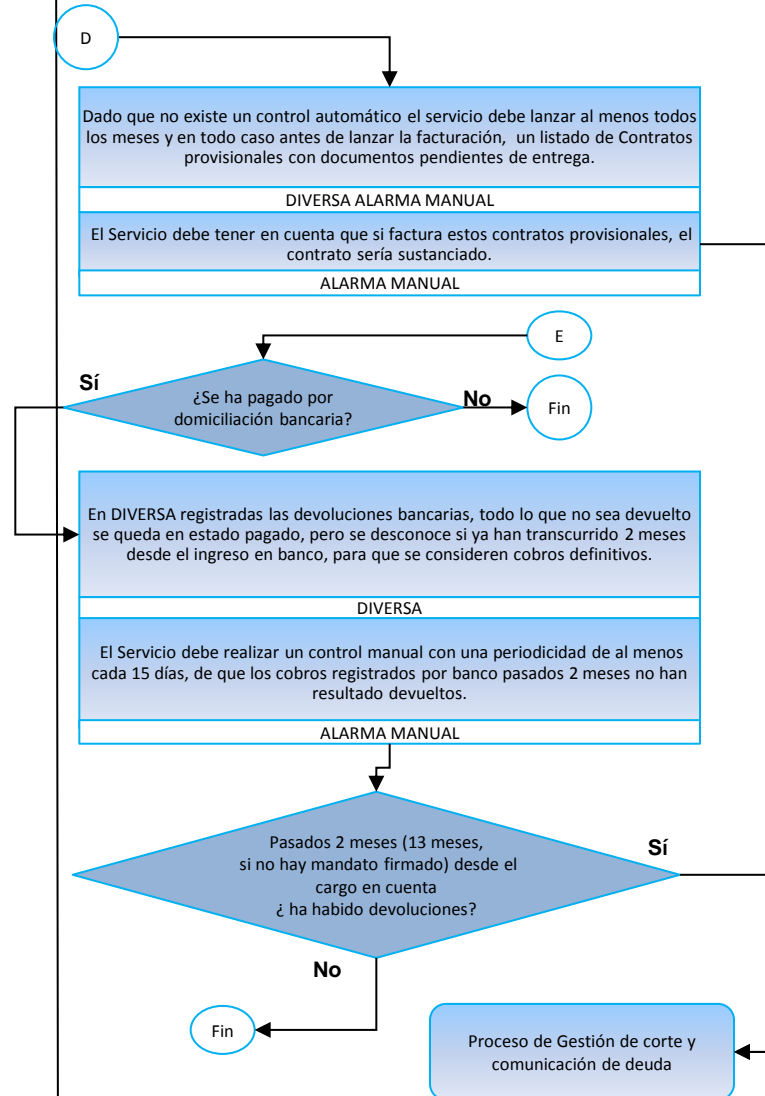 D
Dado que no existe un control automático el servicio debe lanzar al menos todos
los meses y en todo caso antes de lanzar la facturación, un listado de Contratos
provisionales con documentos pendientes de entrega.
DIVERSA ALARMA MANUAL
El Servicio debe tener en cuenta que si factura estos contratos provisionales, el
contrato sería sustanciado.
ALARMA MANUAL
E
Sí
¿Se ha pagado por
domiciliación bancaria?
No
Fin
En DIVERSA registradas las devoluciones bancarias, todo lo que no sea devuelto
se queda en estado pagado, pero se desconoce si ya han transcurrido 2 meses
desde el ingreso en banco, para que se consideren cobros definitivos.
DIVERSA
El Servicio debe realizar un control manual con una periodicidad de al menos
cada 15 días, de que los cobros registrados por banco pasados 2 meses no han
resultado devueltos.
ALARMA MANUAL
Pasados 2 meses (13 meses,
si no hay mandato firmado) desde el
cargo en cuenta
¿ ha habido devoluciones?
Sí
No
Fin
Proceso de Gestión de corte y
comunicación de deuda